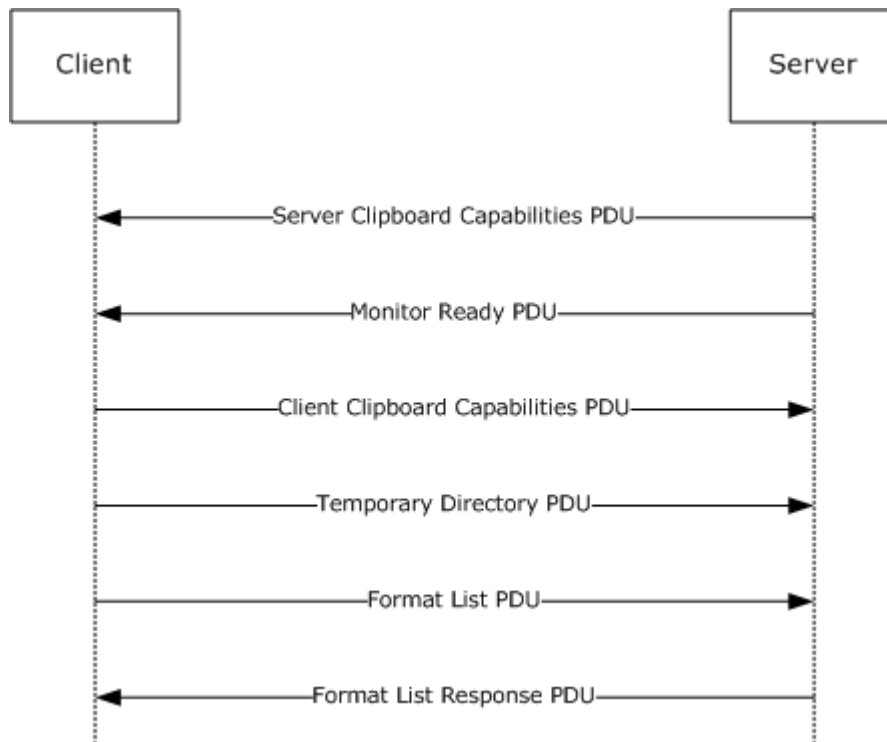 Client
Server
Server Clipboard Capabilities PDU
Monitor Ready PDU
Client Clipboard Capabilities PDU
Temporary Directory PDU
Format List PDU
Format List Response PDU